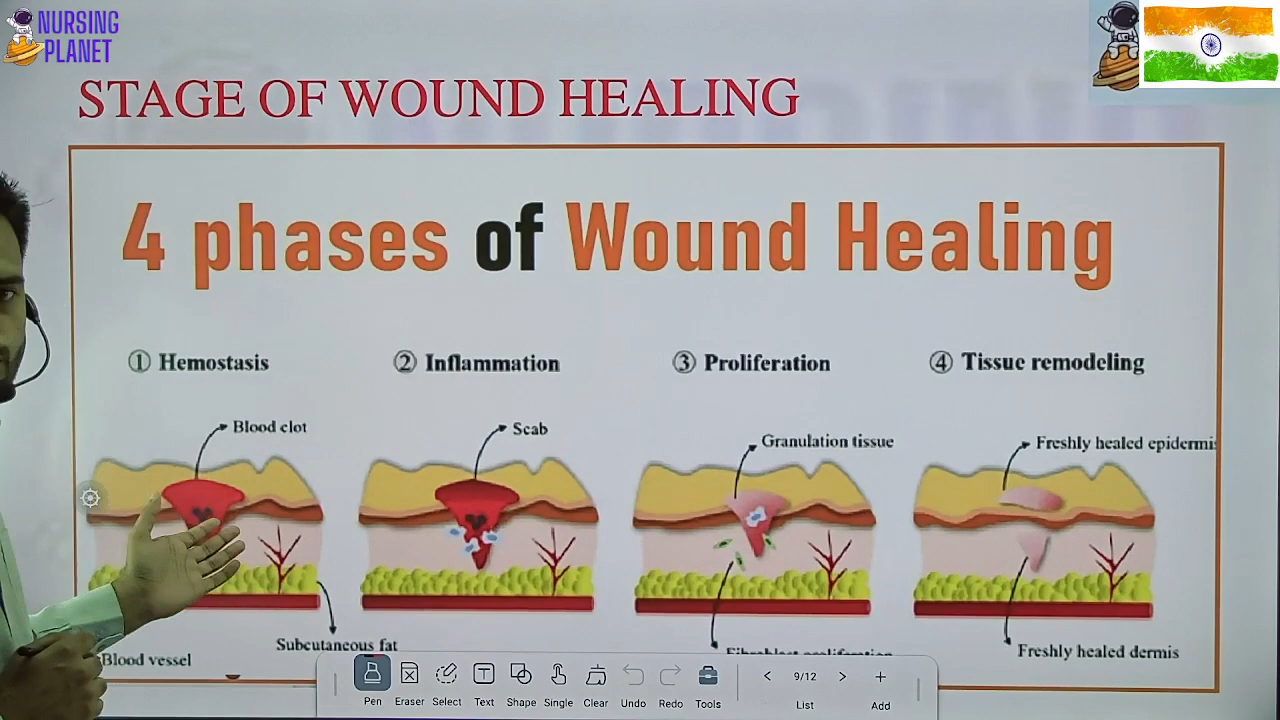 NURSING
PLANET
STAGE OF WOUND HEALING
4 phases of Wound Healing
① Hemostasis
② Inflammation
③ Proliferation
④ Tissue remodeling
Blood clot
Scab
Granulation tissue
Freshly healed epidermis
Subcutaneous fat
Blood vessel
Freshly healed dermis
Pen
Eraser
Select
Text
Shape
Single
Clear
Undo
Redo
Tools
< 9/12 > +
List
Add